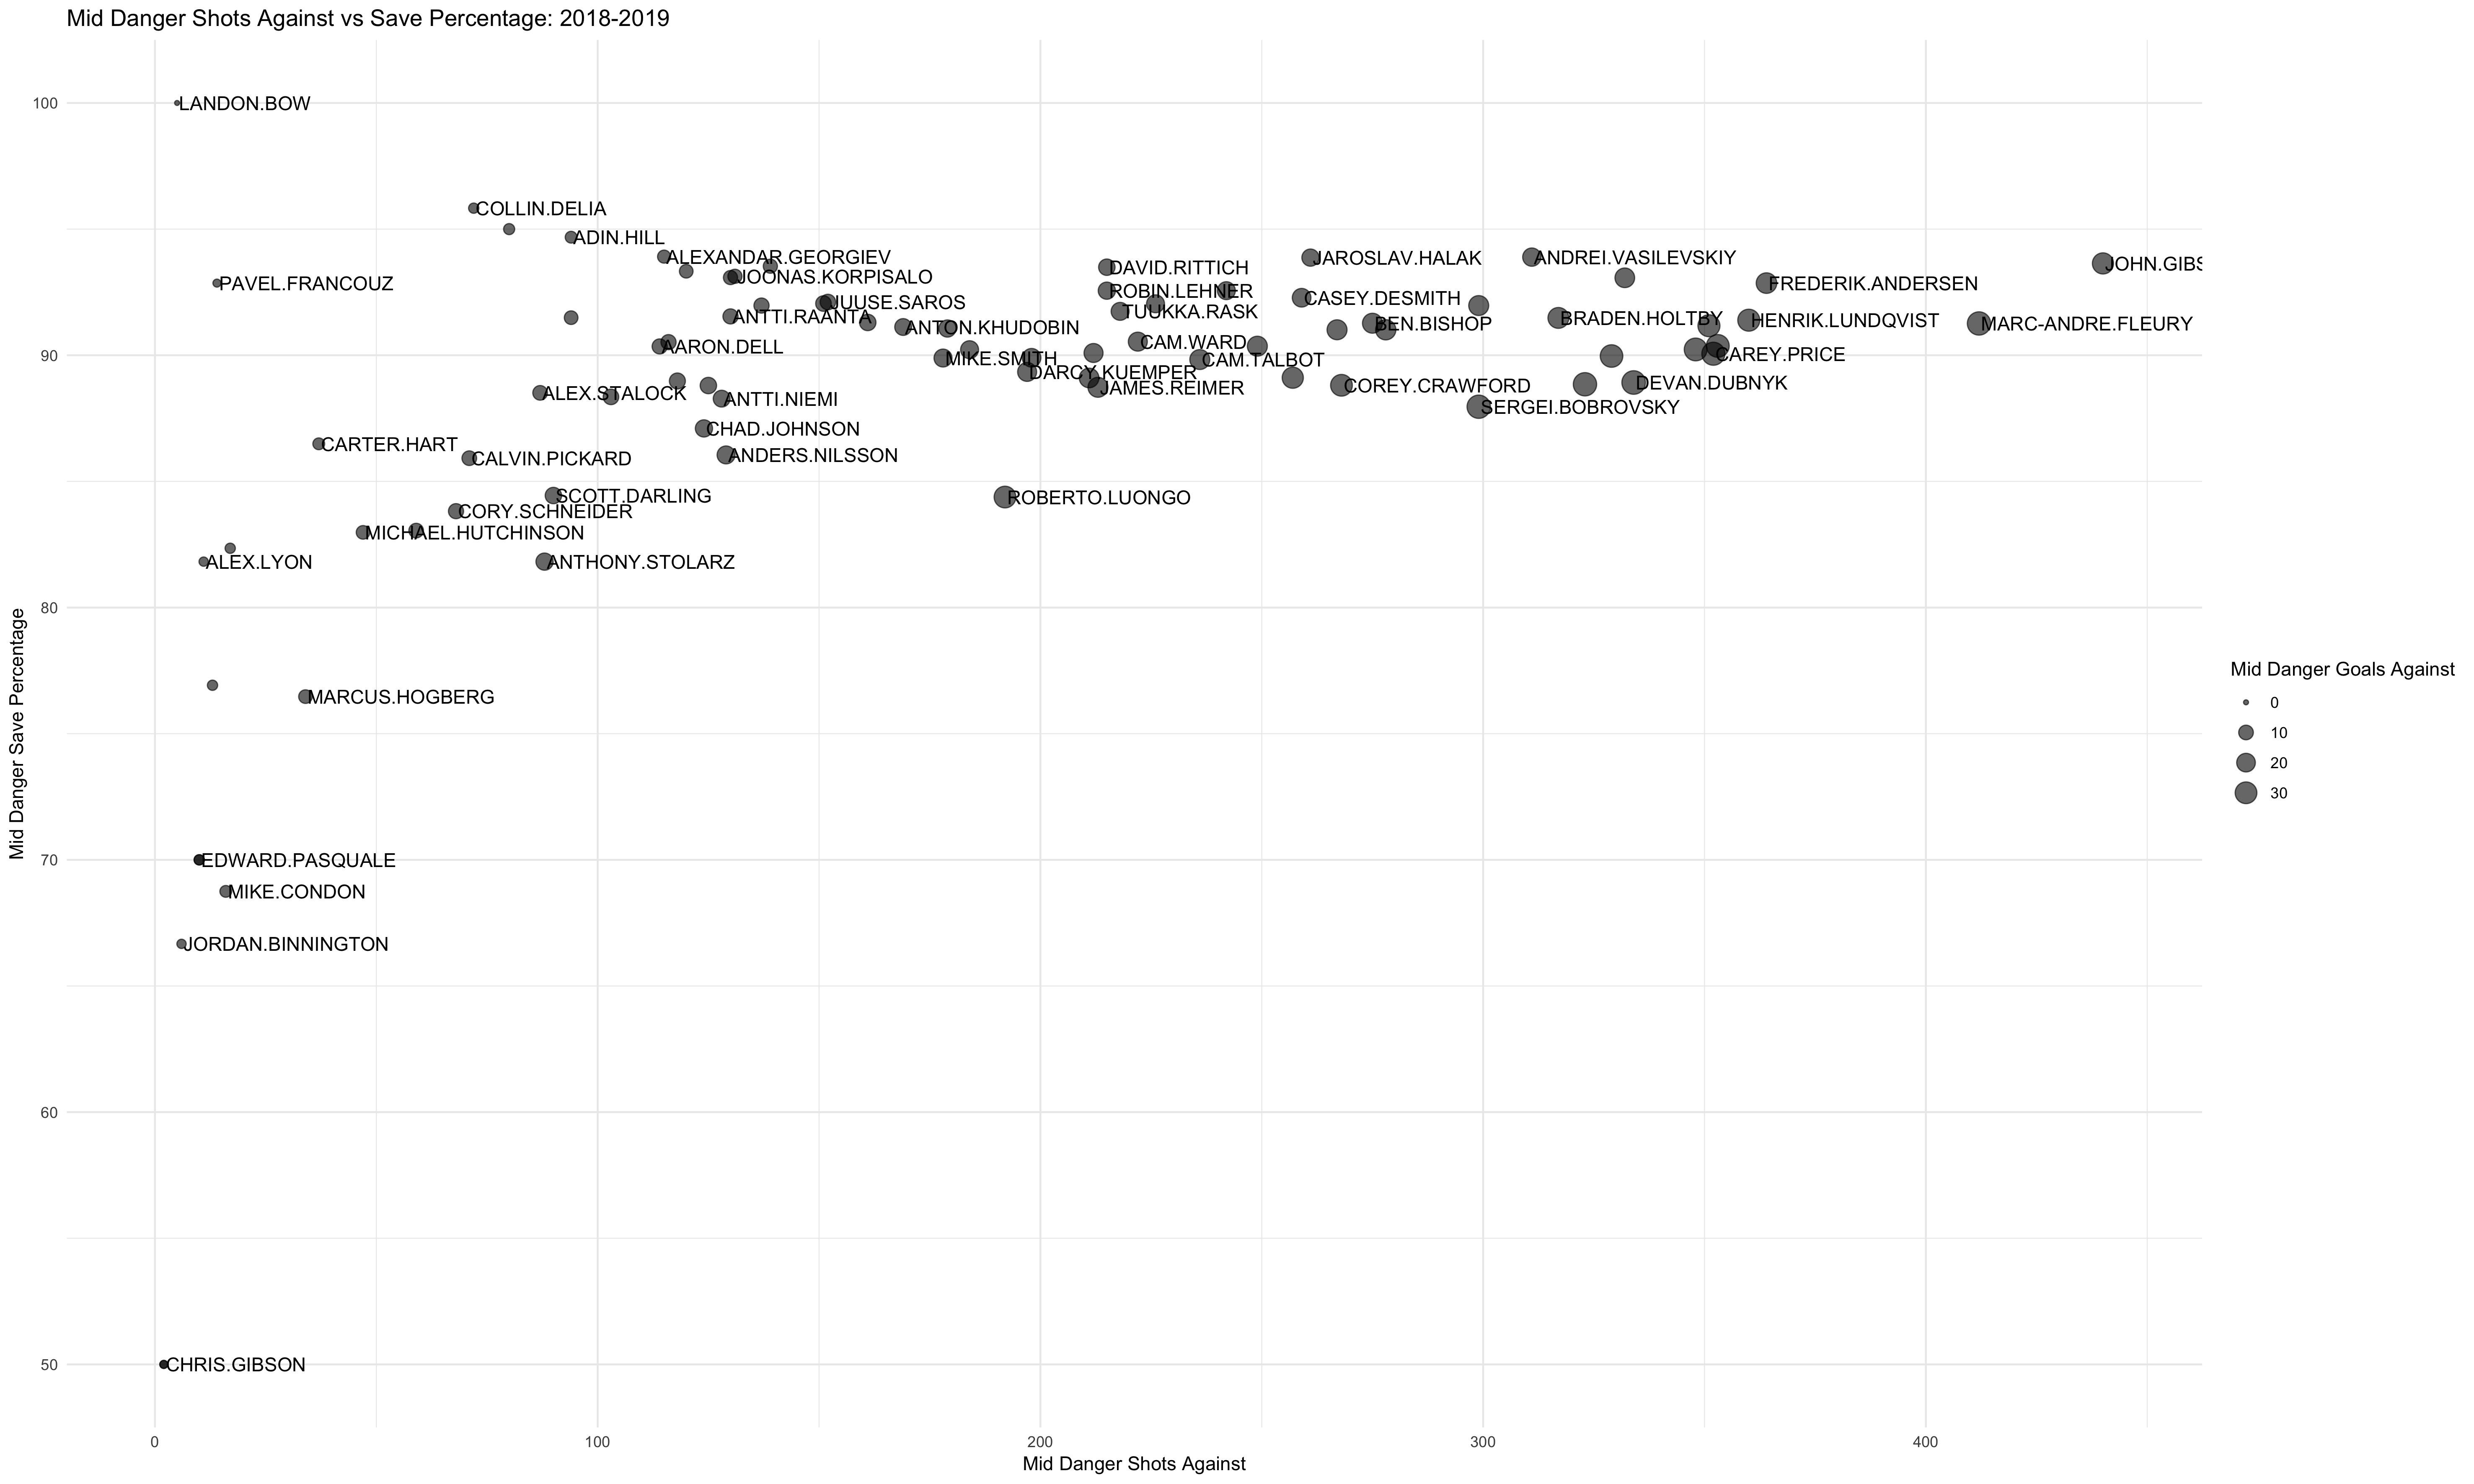 Mid Danger Shots Against vs Save Percentage: 2018-2019
100
LANDON.BOW
COLLIN.DELIA
ADIN.HILL
ALEXANDAR.GEORGIEV
JAROSLAV.HALAK
ANDREI.VASILEVSKIY
JOHN.GIBS
DAVID.RITTICH
JOONAS.KORPISALO
PAVEL.FRANCOUZ
FREDERIK.ANDERSEN
ROBIN.LEHNER
CASEY.DESMITH
JUUSE.SAROS
TUUKKA.RASK
ANTTI.RAANTA
BRADEN.HOLTBY
HENRIK.LUNDQVIST
BEN.BISHOP
MARC-ANDRE.FLEURY
ANTON.KHUDOBIN
CAM.WARD
AARON.DELL
90
CAREY.PRICE
MIKE.SMITH
CAM.TALBOT
DARCY.KUEMPER
DEVAN.DUBNYK
COREY.CRAWFORD
JAMES.REIMER
ALEX.STALOCK
ANTTI.NIEMI
SERGEI.BOBROVSKY
CHAD.JOHNSON
CARTER.HART
ANDERS.NILSSON
CALVIN.PICKARD
SCOTT.DARLING
ROBERTO.LUONGO
CORY.SCHNEIDER
MICHAEL.HUTCHINSON
ALEX.LYON
ANTHONY.STOLARZ
80
MARCUS.HOGBERG
70
EDWARD.PASQUALE
MIKE.CONDON
JORDAN.BINNINGTON
60
50
CHRIS.GIBSON
Mid Danger Save Percentage
0 100 200 300 400
Mid Danger Shots Against
Mid Danger Goals Against
0
10
20
30